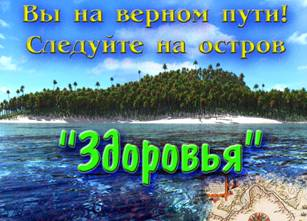 Вы на верном пути!
Следуйте на остров
"Здоровья"